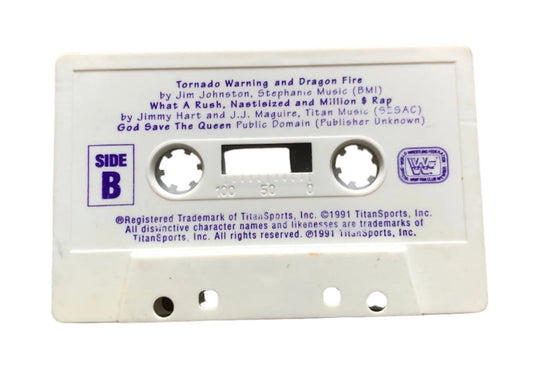 Tornado Warning and Dragon Fire
by Jim Johnston, Stephanie Music (BMI)
What A Rush, Nastisized and Million $ Rap
by Jimmy Hart and J.J. Maguire, Titan Music (SESAC)
God Save The Queen Public Domain (Publisher Unknown)
SIDE
B
100 50 0
WF
®Registered Trademark of TitanSports, Inc. ©1991 TitanSports, Inc.
All distinctive character names and likenesses are trademarks of
TitanSports, Inc. All rights reserved. ℗1991 TitanSports, Inc.